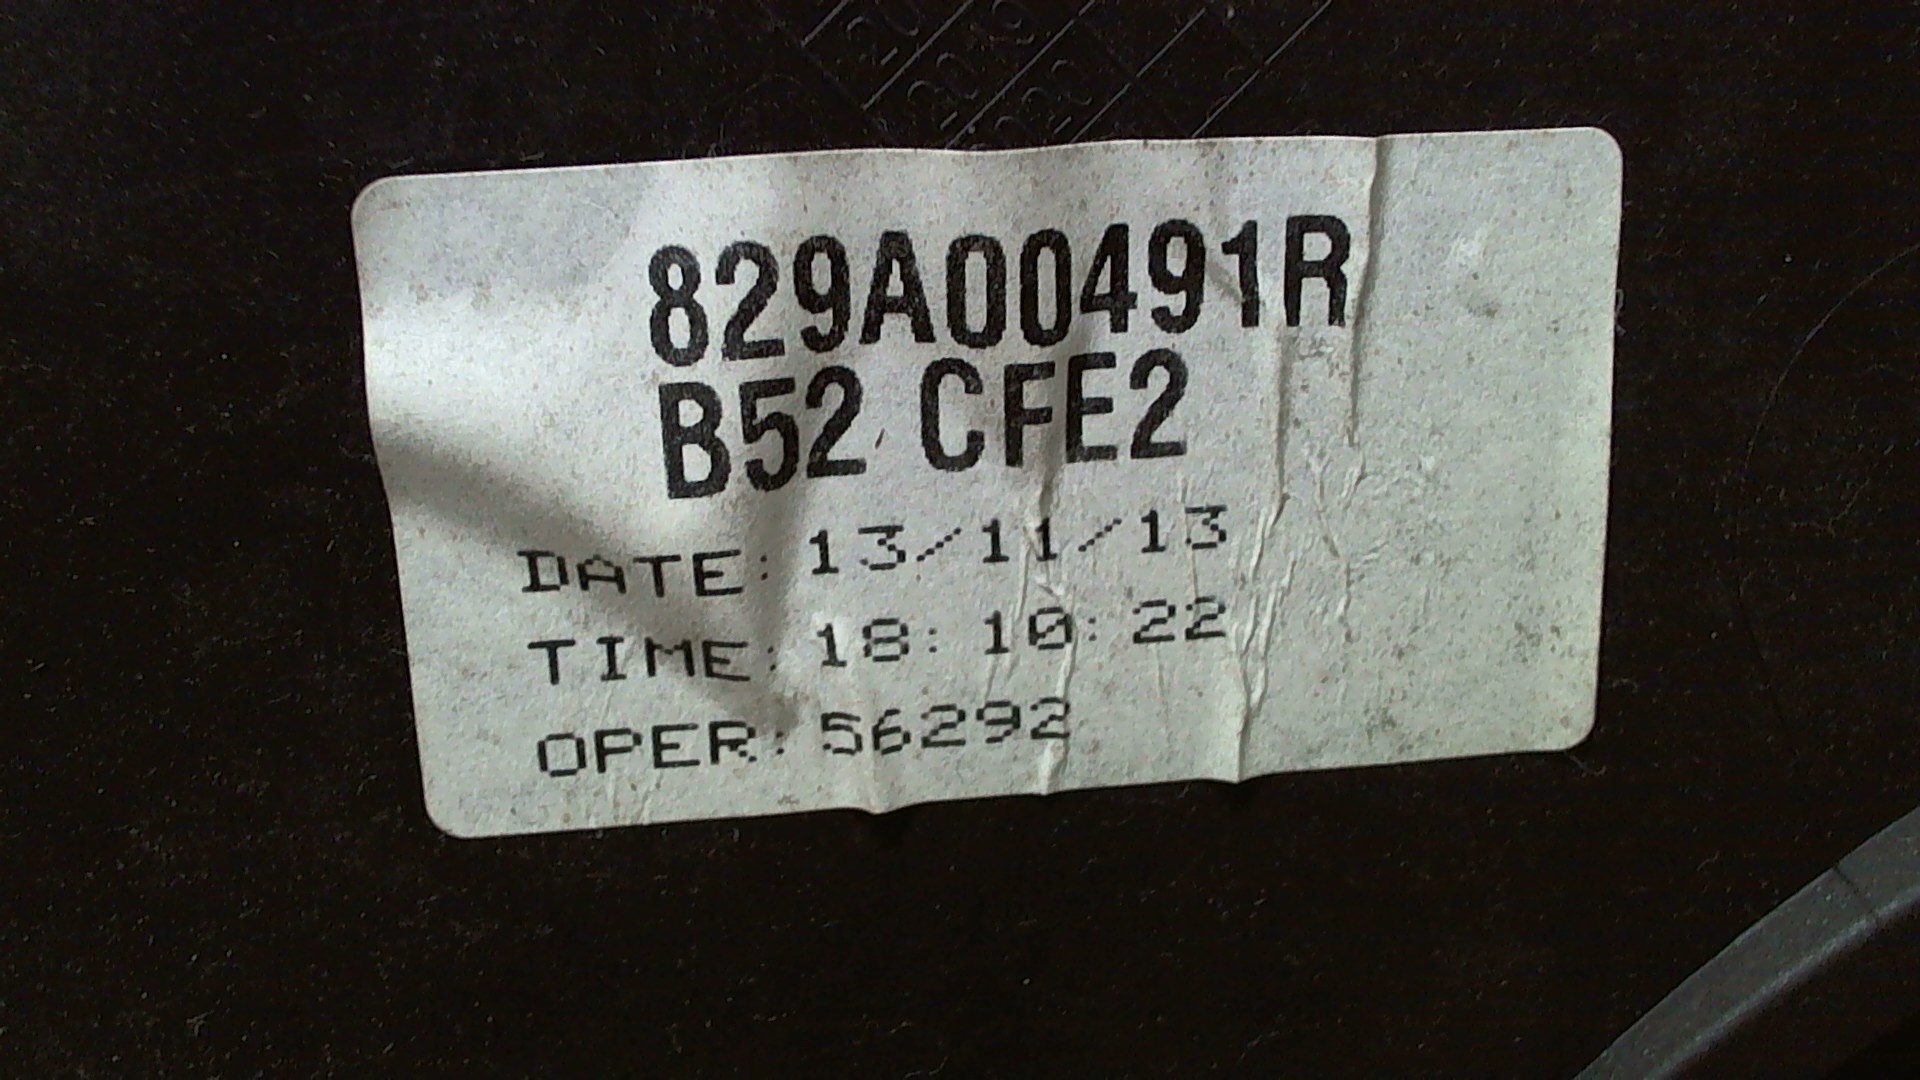 829A00491R
B52 CFE2
DATE: 13/11/13
TIME: 18:10:22
OPER: 56292